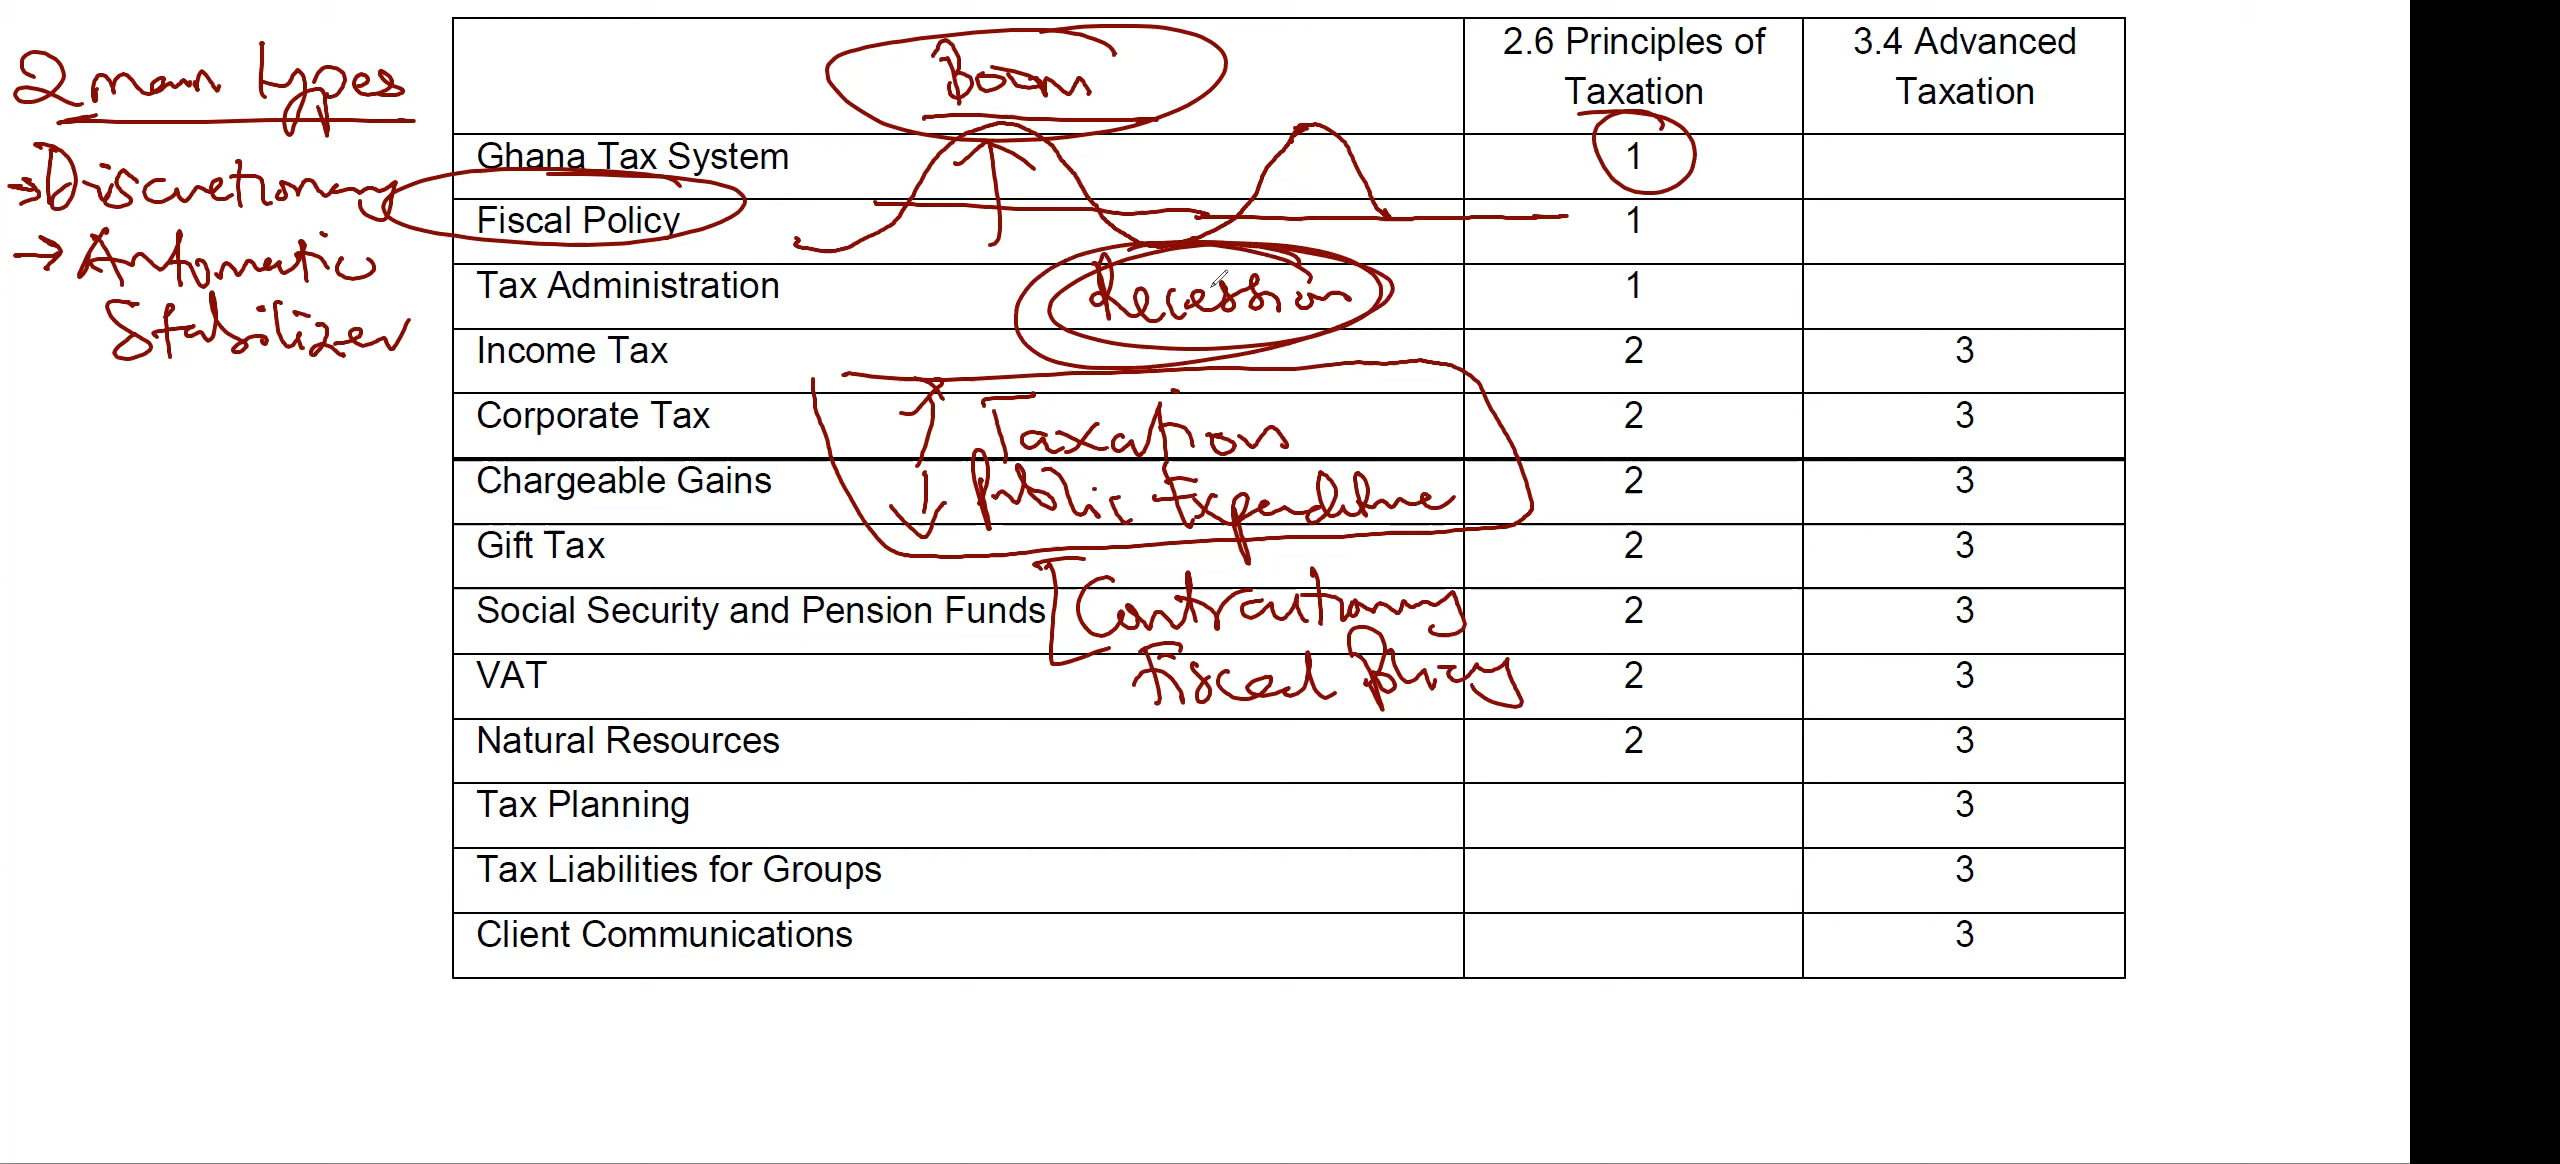 2.6 Principles of Taxation 3.4 Advanced Taxation
Ghana Tax System 1
Fiscal Policy 1
Tax Administration 1
Income Tax 2 3
Corporate Tax 2 3
Chargeable Gains 2 3
Gift Tax 2 3
Social Security and Pension Funds 2 3
VAT 2 3
Natural Resources 2 3
Tax Planning 3
Tax Liabilities for Groups 3
Client Communications 3
2 main types
→ Discretionary
→ Automatic
Stabilizer
Boom
Recession
↑ Taxation
↓ Public Expenditure
Contractionary
Fiscal Policy